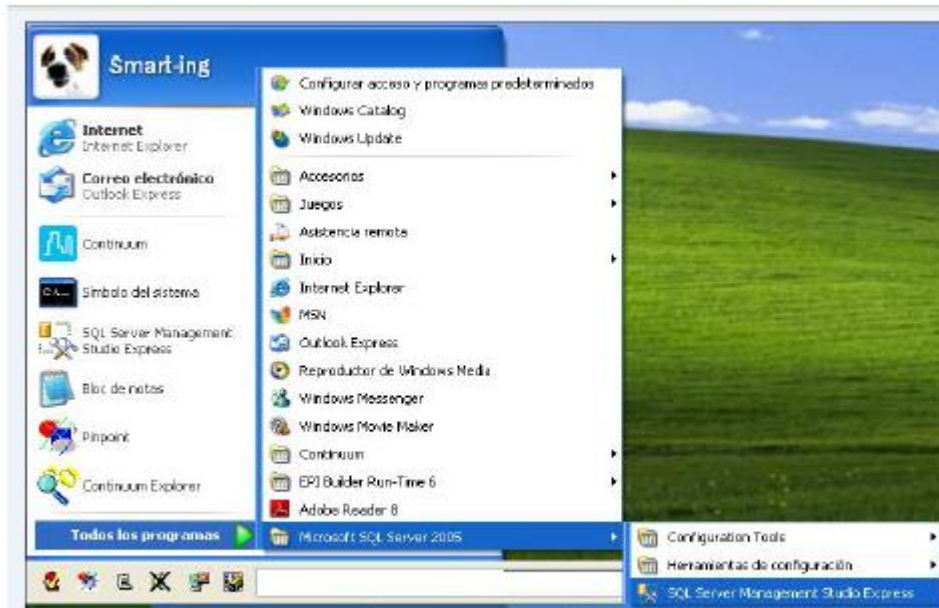 Smart-ing
Internet
Internet Explorer
Correo electrónico
Outlook Express
Continuum
Símbolo del sistema
SQL Server Management
Studio Express
Bloc de notas
Pinpoint
Continuum Explorer
Todos los programas
Configurar acceso y programas predeterminados
Windows Catalog
Windows Update
Accesorios
Juegos
Asistencia remota
Inicio
Internet Explorer
MSN
Outlook Express
Reproductor de Windows Media
Windows Messenger
Windows Movie Maker
Continuum
EPI Builder Run-Time 6
Adobe Reader 8
Microsoft SQL Server 2005
Configuration Tools
Herramientas de configuración
SQL Server Management Studio Express